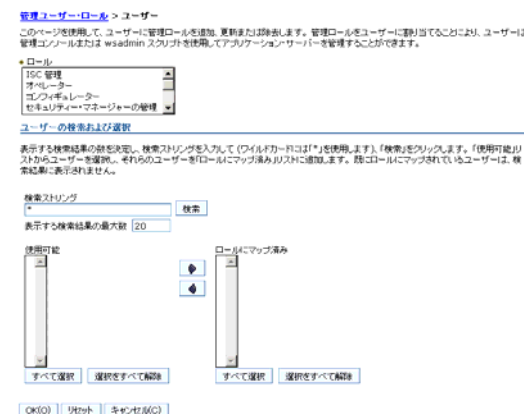 管理ユーザー・ロール > ユーザー
このページを使用して、ユーザーに管理ロールを追加、更新または除去します。管理ロールをユーザーに割り当てることにより、ユーザーは
管理コンソールまたは wsadmin スクリプトを使用してアプリケーション・サーバーを管理することができます。
ロール
ISC 管理
オペレーター
コンフィギュレーター
セキュリティー・マネージャーの管理
ユーザーの検索および選択
表示する検索結果の数を決定し、検索ストリングを入力して (ワイルドカードには「*」を使用します)、「検索」をクリックします。「使用可能」リ
ストからユーザーを選択し、それらのユーザーを「ロールにマップ済み」リストに追加します。既にロールにマップされているユーザーは、検
索結果に表示されません。
検索ストリング
* 検索
表示する検索結果の最大数 20
使用可能 ロールにマップ済み
すべて選択 選択をすべて解除 すべて選択 選択をすべて解除
OK(O) リセット キャンセル(C)